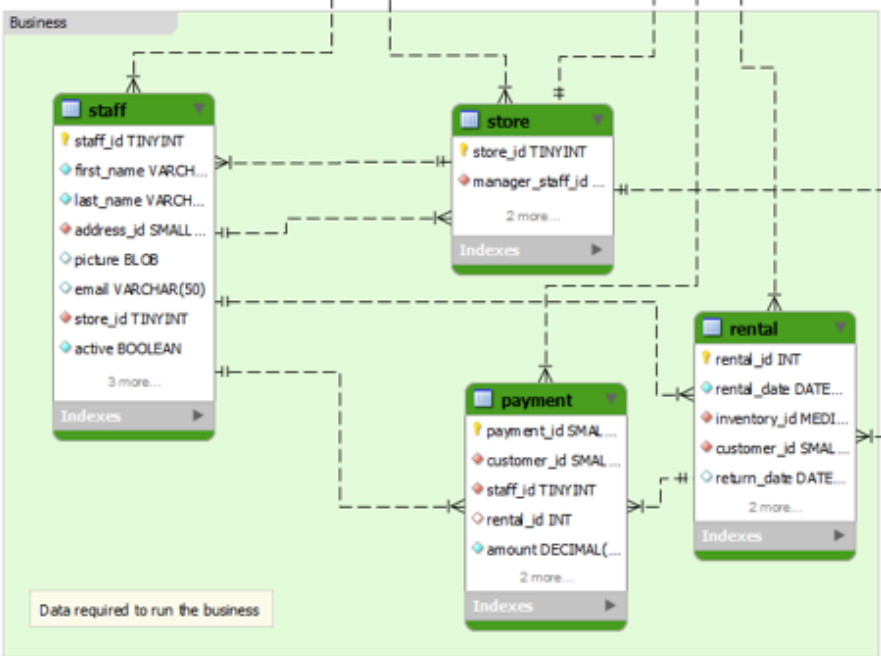 Business
staff
staff_id TINYINT
first_name VARCH...
last_name VARCH...
address_id SMALL...
picture BLOB
email VARCHAR(50)
store_id TINYINT
active BOOLEAN
3 more...
Indexes
store
store_id TINYINT
manager_staff_id ...
2 more...
Indexes
payment
payment_id SMAL...
customer_id SMAL...
staff_id TINYINT
rental_id INT
amount DECIMAL(...
2 more...
Indexes
rental
rental_id INT
rental_date DATE...
inventory_id MEDI...
customer_id SMAL...
return_date DATE...
2 more...
Indexes
Data required to run the business